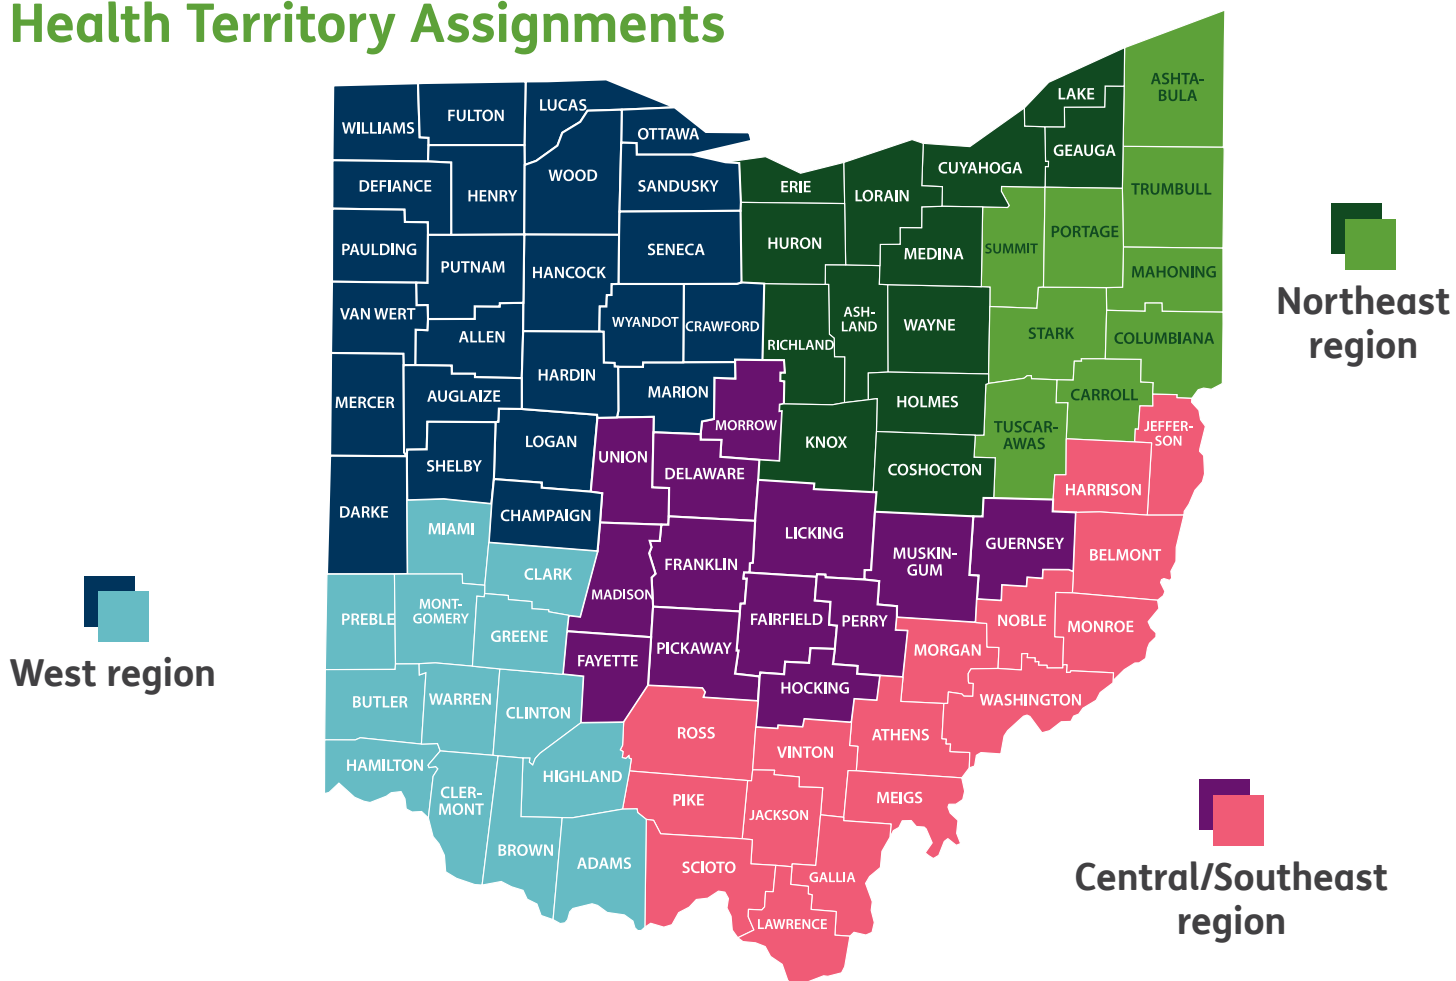 Health Territory Assignments
LAKE
ASHTA-
BULA
LUCAS
FULTON
WILLIAMS
OTTAWA
GEAUGA
CUYAHOGA
WOOD
DEFIANCE
SANDUSKY
ERIE
TRUMBULL
HENRY
LORAIN
PORTAGE
PAULDING
SENECA
HURON
SUMMIT
MEDINA
PUTNAM
HANCOCK
MAHONING
VAN WERT
ASH-
LAND
WYANDOT
CRAWFORD
WAYNE
STARK
ALLEN
COLUMBIANA
RICHLAND
HARDIN
MARION
AUGLAIZE
CARROLL
MERCER
HOLMES
MORROW
TUSCAR-
AWAS
JEFFER-
SON
LOGAN
KNOX
UNION
SHELBY
DELAWARE
COSHOCTON
HARRISON
DARKE
CHAMPAIGN
MIAMI
LICKING
GUERNSEY
MUSKIN-
GUM
BELMONT
FRANKLIN
CLARK
MADISON
PREBLE
MONT-
GOMERY
FAIRFIELD
PERRY
NOBLE
MONROE
GREENE
PICKAWAY
MORGAN
FAYETTE
HOCKING
BUTLER
WARREN
WASHINGTON
CLINTON
ROSS
ATHENS
VINTON
HAMILTON
HIGHLAND
CLER-
MONT
PIKE
MEIGS
JACKSON
BROWN
ADAMS
SCIOTO
GALLIA
LAWRENCE
Northeast
region
West region
Central/Southeast
region